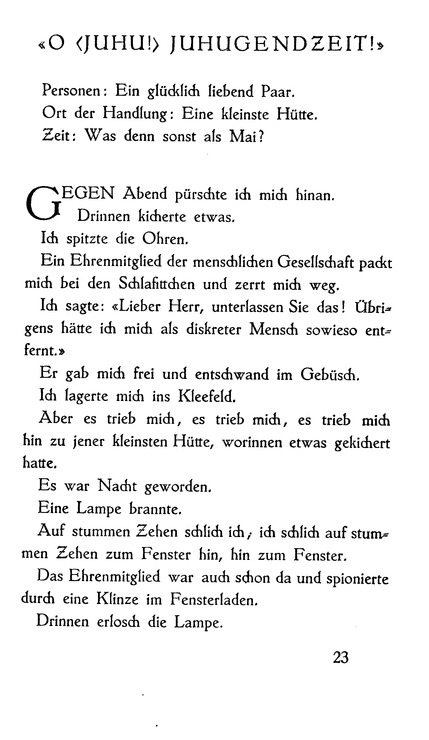 «O ‹JUHU!› JUHUGENDZEIT!»
Personen: Ein glücklich liebend Paar.
Ort der Handlung: Eine kleinste Hütte.
Zeit: Was denn sonst als Mai?
GEGEN Abend pürschte ich mich hinan.
Drinnen kicherte etwas.
Ich spitzte die Ohren.
Ein Ehrenmitglied der menschlichen Gesellschaft packt
mich bei den Schlafittchen und zerrt mich weg.
Ich sagte: «Lieber Herr, unterlassen Sie das! Übri-
gens hätte ich mich als diskreter Mensch sowieso ent-
fernt.»
Er gab mich frei und entschwand im Gebüsch.
Ich lagerte mich ins Kleefeld.
Aber es trieb mich, es trieb mich, es trieb mich
hin zu jener kleinsten Hütte, worinnen etwas gekichert
hatte.
Es war Nacht geworden.
Eine Lampe brannte.
Auf stummen Zehen schlich ich, ich schlich auf stum-
men Zehen zum Fenster hin, hin zum Fenster.
Das Ehrenmitglied war auch schon da und spionierte
durch eine Klinze im Fensterladen.
Drinnen erlosch die Lampe.
23